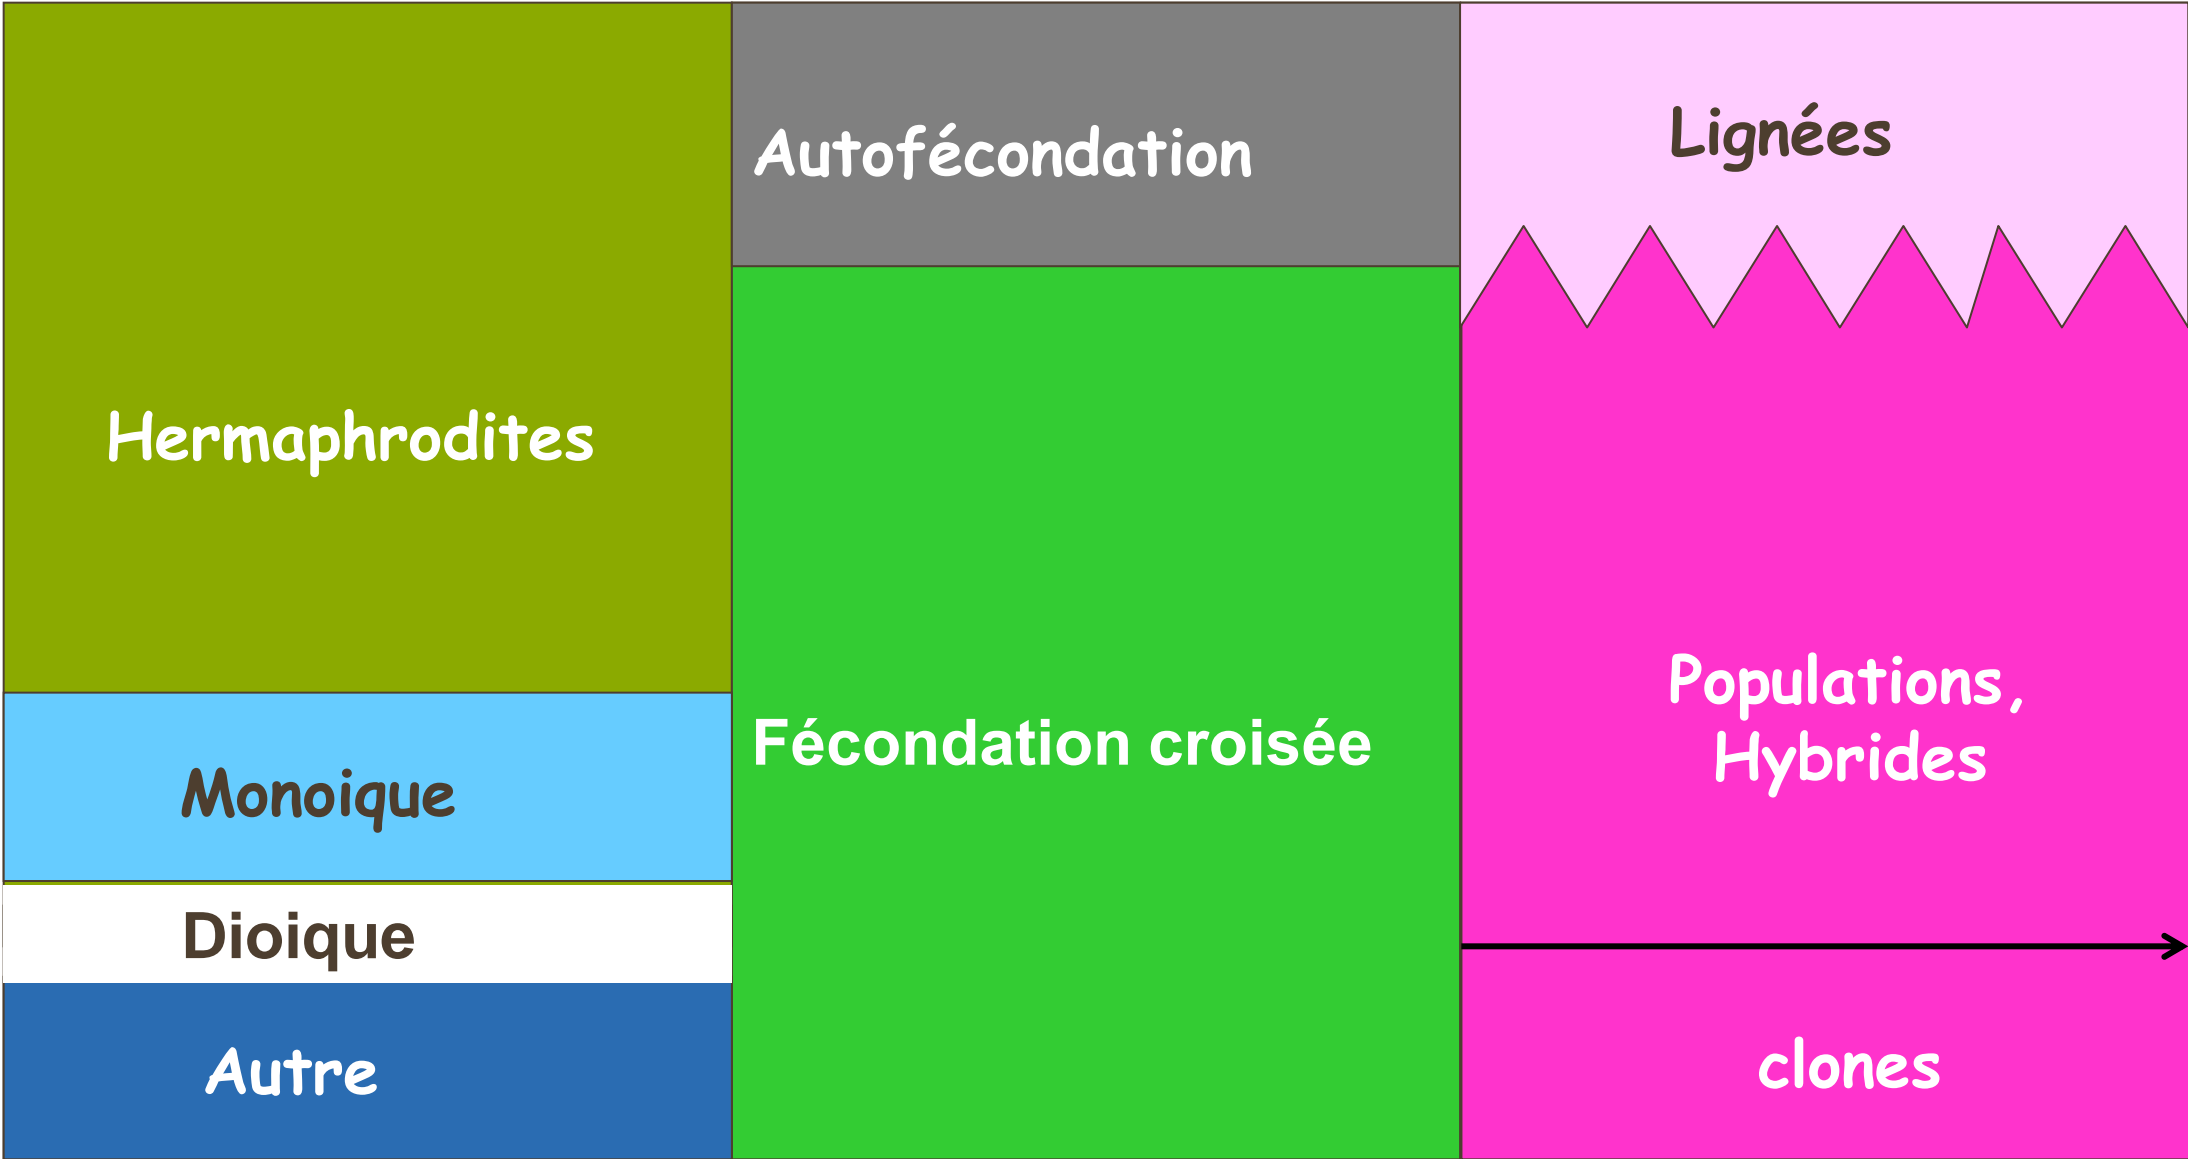 Hermaphrodites
Monoique
Dioique
Autre
Autofécondation
Fécondation croisée
Lignées
Populations,
Hybrides
clones